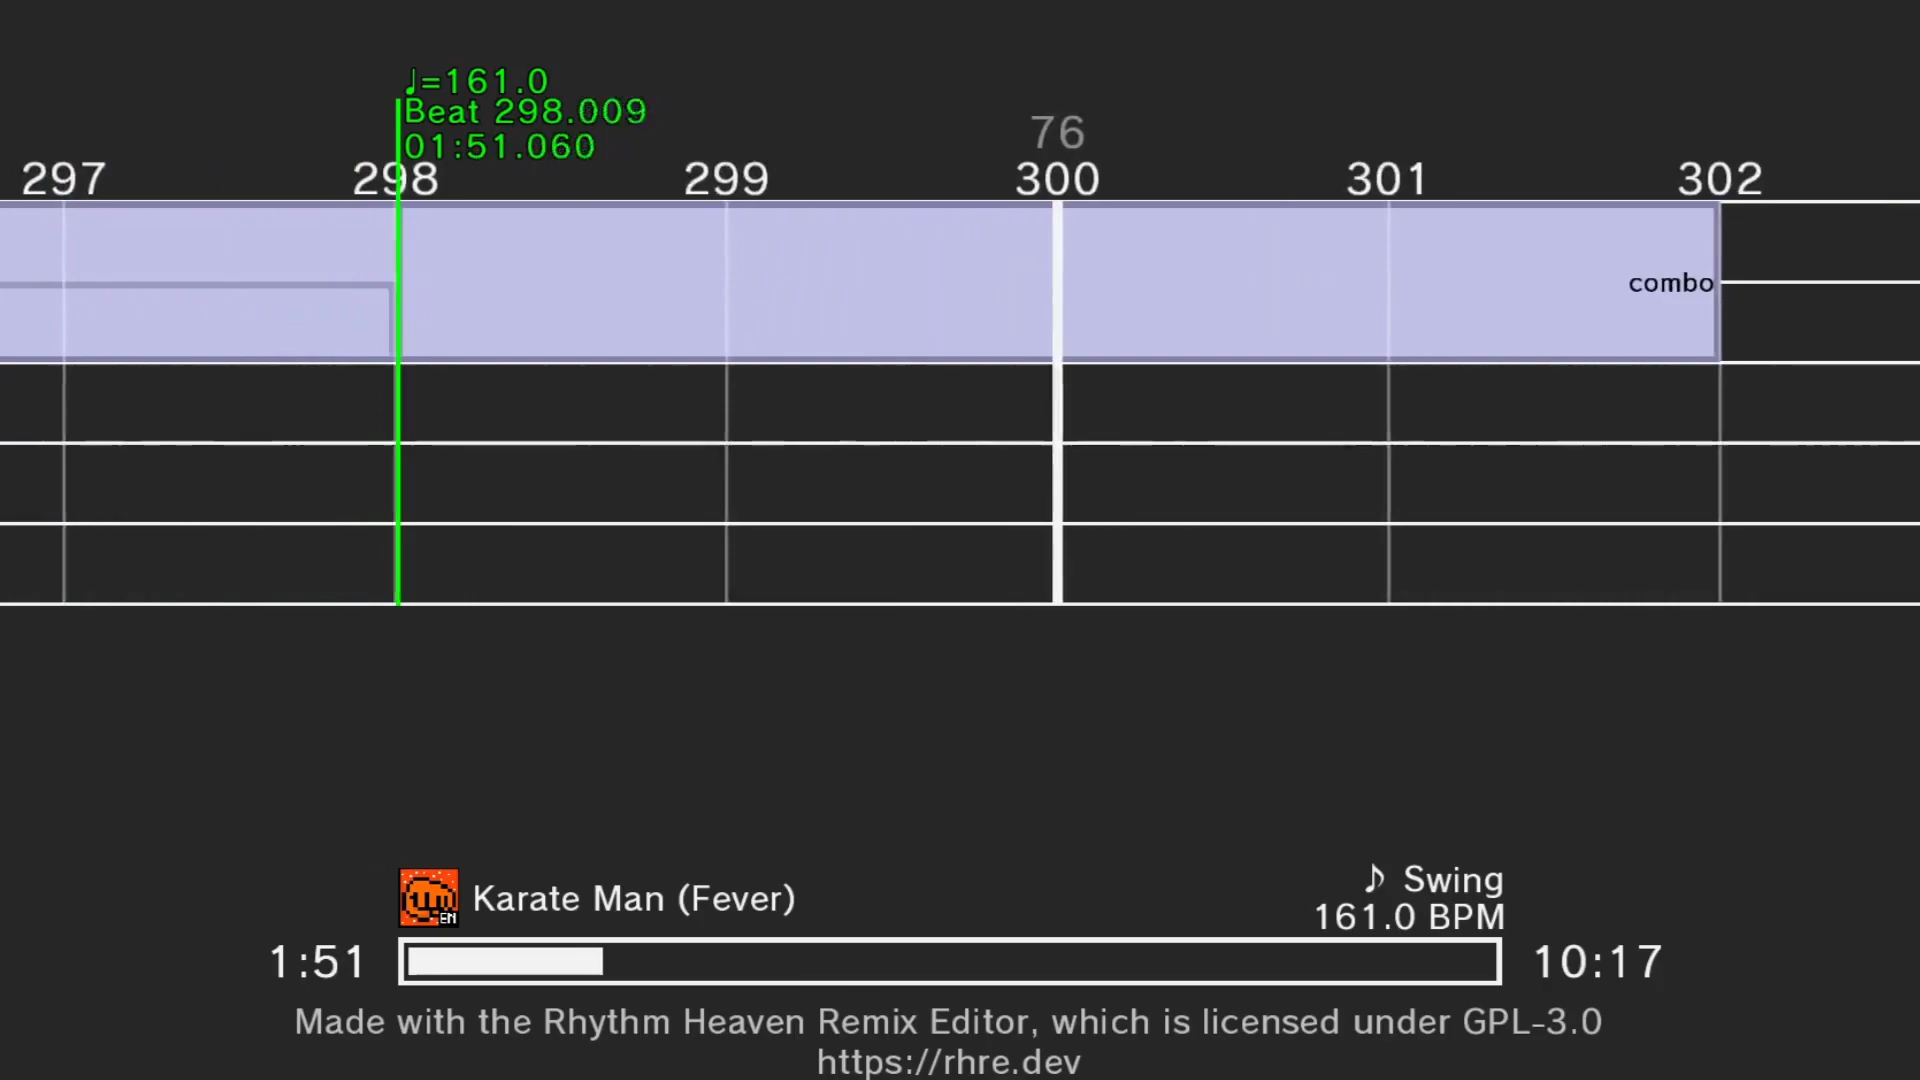 ♩=161.0
Beat 298.009
01:51.060
76
297 298 299 300 301 302
combo
EN
Karate Man (Fever)
♪ Swing
161.0 BPM
1:51 10:17
Made with the Rhythm Heaven Remix Editor, which is licensed under GPL-3.0
https://rhre.dev